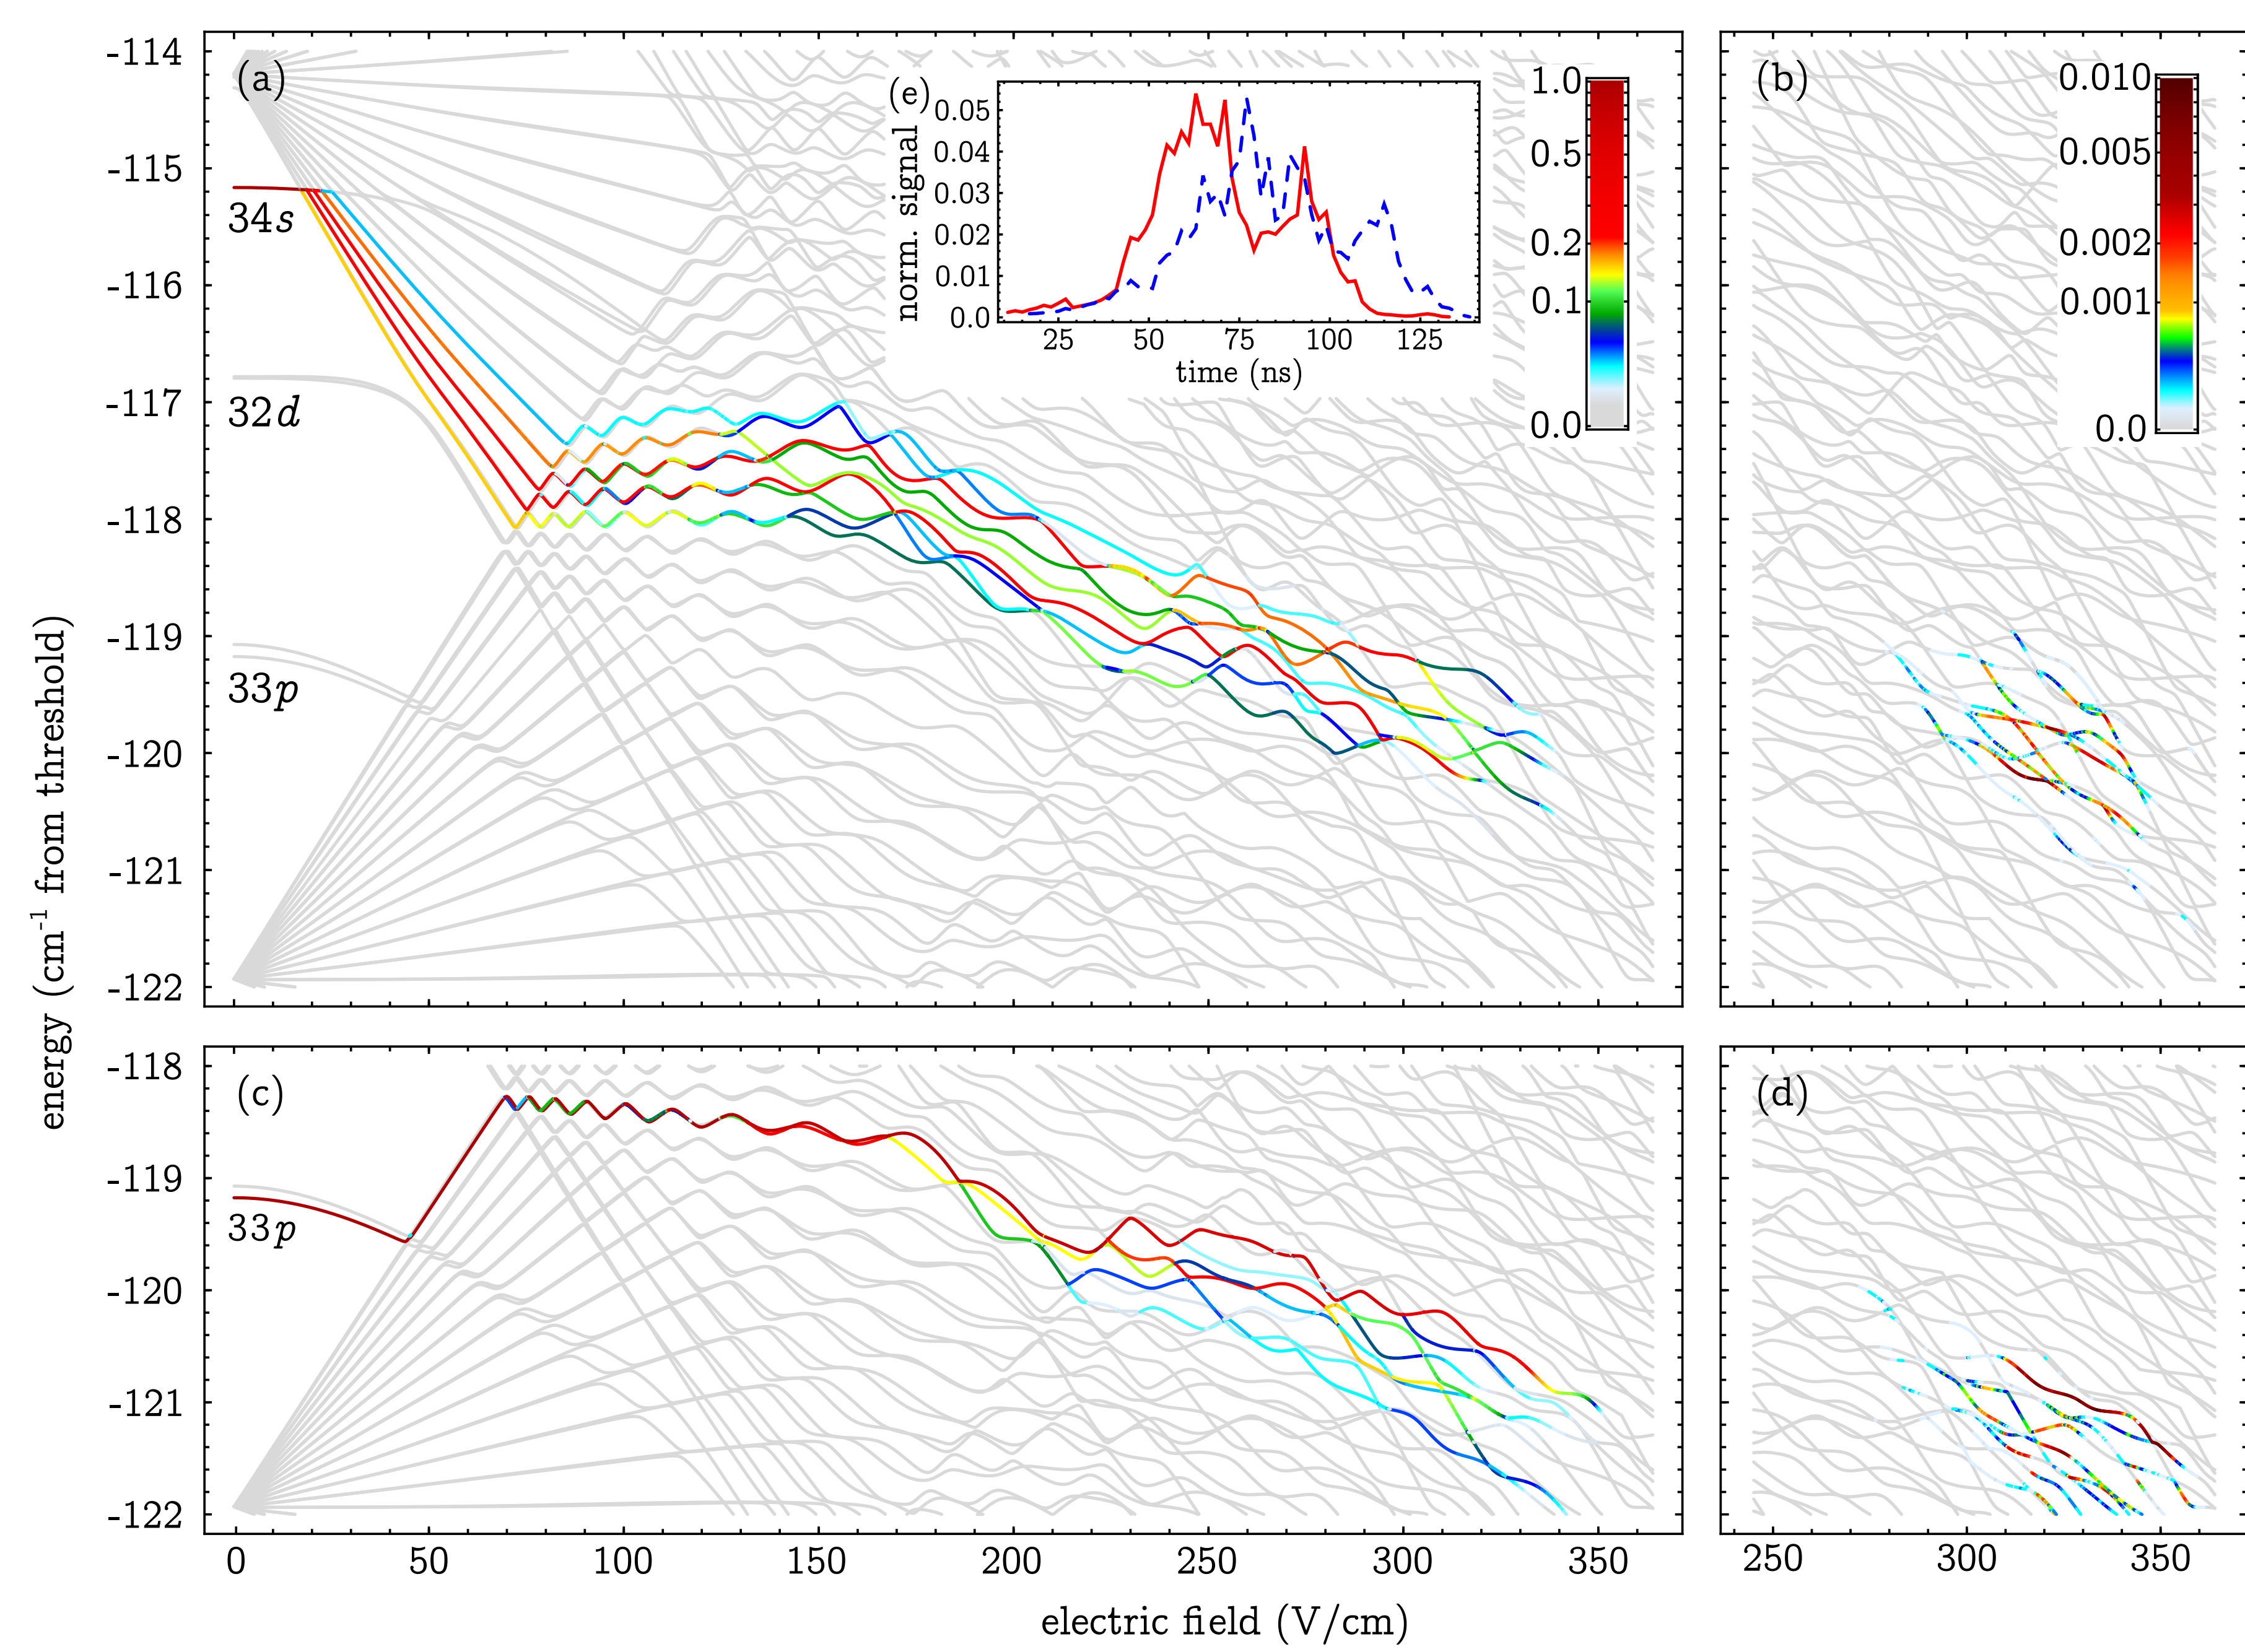 energy (cm⁻¹ from threshold)
-114
-115
-116
-117
-118
-119
-120
-121
-122
(a)
34s
32d
33p
(e)
norm. signal
0.05
0.04
0.03
0.02
0.01
0.0
25 50 75 100 125
time (ns)
1.0
0.5
0.2
0.1
0.0
(b)
0.010
0.005
0.002
0.001
0.0
-118
-119
-120
-121
-122
(c)
33p
(d)
0 50 100 150 200 250 300 350
250 300 350
electric field (V/cm)